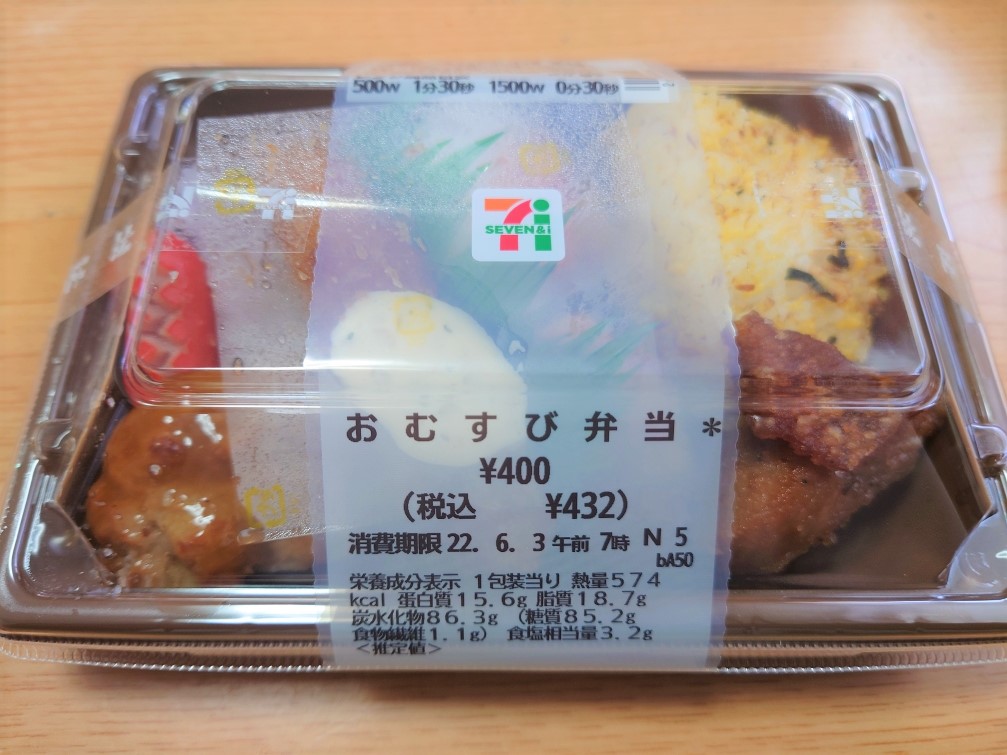 500W 1分30秒 1500W 0分30秒
SEVEN&i
おむすび弁当*
¥400
(税込 ¥432)
消費期限 22. 6. 3 午前 7時 N 5
bA50
栄養成分表示 1包装当り 熱量574
kcal 蛋白質15.6g 脂質18.7g
炭水化物86.3g (糖質85.2g
食物繊維1.1g) 食塩相当量3.2g
<推定値>